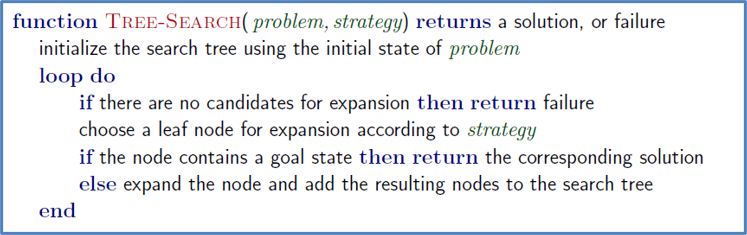 function TREE-SEARCH( problem, strategy) returns a solution, or failure
initialize the search tree using the initial state of problem
loop do
if there are no candidates for expansion then return failure
choose a leaf node for expansion according to strategy
if the node contains a goal state then return the corresponding solution
else expand the node and add the resulting nodes to the search tree
end